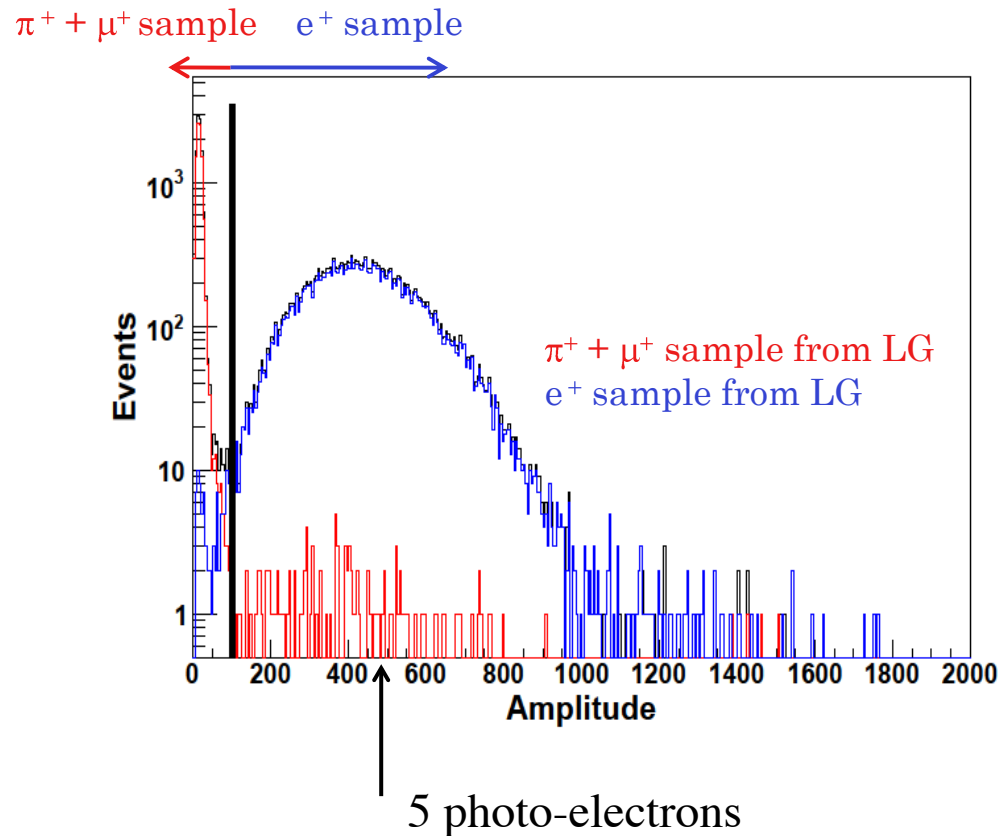 π⁺ + μ⁺ sample e⁺ sample
10³
10²
10
1
Events
π⁺ + μ⁺ sample from LG
e⁺ sample from LG
0 200 400 600 800 1000 1200 1400 1600 1800 2000
Amplitude
5 photo-electrons